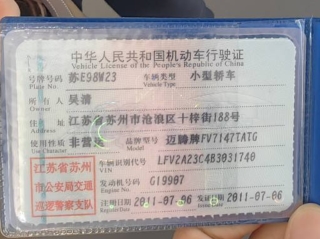 中华人民共和国机动车行驶证
Vehicle License of the People's Republic of China
号牌号码 苏E98W23 车辆类型 小型轿车
Plate No. Vehicle Type
所有人 吴清
Owner
住址 江苏省苏州市沧浪区十梓街188号
Address
使用性质 非营运 品牌型号 迈腾牌FV7147TATG
Use Character Model
江苏省苏州 车辆识别代号 LFV2A23C4B3031740
VIN
市公安局交通 发动机号码 G19907
Engine No.
巡逻警察支队 注册日期 2011-07-06 发证日期 2011-07-06
Register Date Issue Date